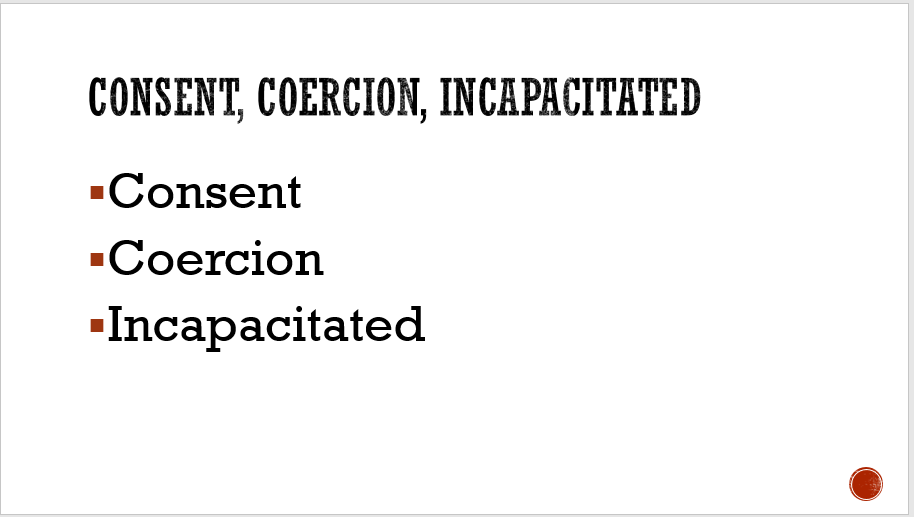 CONSENT, COERCION, INCAPACITATED
Consent
Coercion
Incapacitated